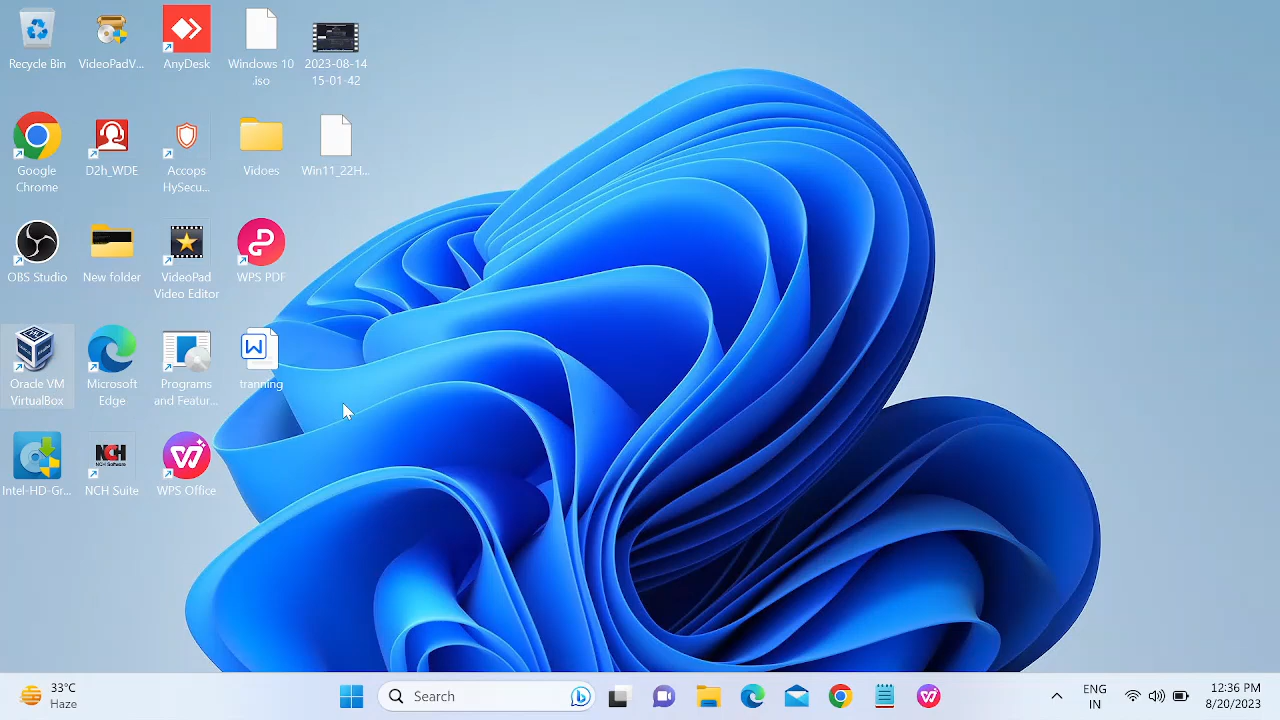 Recycle Bin
VideoPadV...
AnyDesk
Windows 10
.iso
2023-08-14
15-01-42
Google
Chrome
D2h_WDE
Accops
HySecu...
Vidoes
Win11_22H...
OBS Studio
New folder
VideoPad
Video Editor
WPS PDF
Oracle VM
VirtualBox
Microsoft
Edge
Programs
and Featur...
W
tranning
Intel-HD-Gr...
NCH
Software
NCH Suite
WPS Office
33°C
Haze
Search
ENG
IN
12:36 PM
8/20/2023